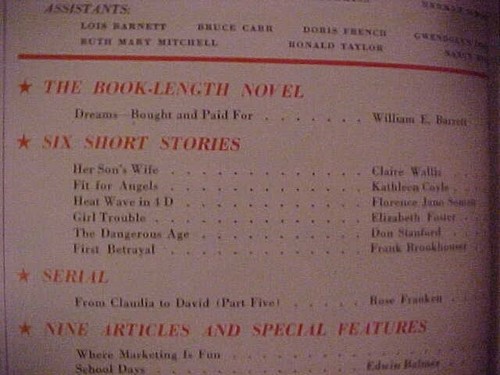 ASSISTANTS:
LOIS BARNETT BRUCE CARR DORIS FRENCH
RUTH MARY MITCHELL RONALD TAYLOR
★ THE BOOK-LENGTH NOVEL
Dreams—Bought and Paid For . . . . . . . William E. Barrett
★ SIX SHORT STORIES
Her Son's Wife . . . . . . . . . . . . . Claire Wallis
Fit for Angels . . . . . . . . . . . . . Kathleen Coyle
Heat Wave in 4 D . . . . . . . . . . . . Florence Jane
Girl Trouble . . . . . . . . . . . . . . Elizabeth Foster
The Dangerous Age . . . . . . . . . . . Don Stanford
First Betrayal . . . . . . . . . . . . . Frank Brookhouser
★ SERIAL
From Claudia to David (Part Five) . . . . . Rose Franken
★ NINE ARTICLES AND SPECIAL FEATURES
Where Marketing Is Fun . . . . . . . . .
School Days . . . . . . . . . . . . . . Edwin Balmer